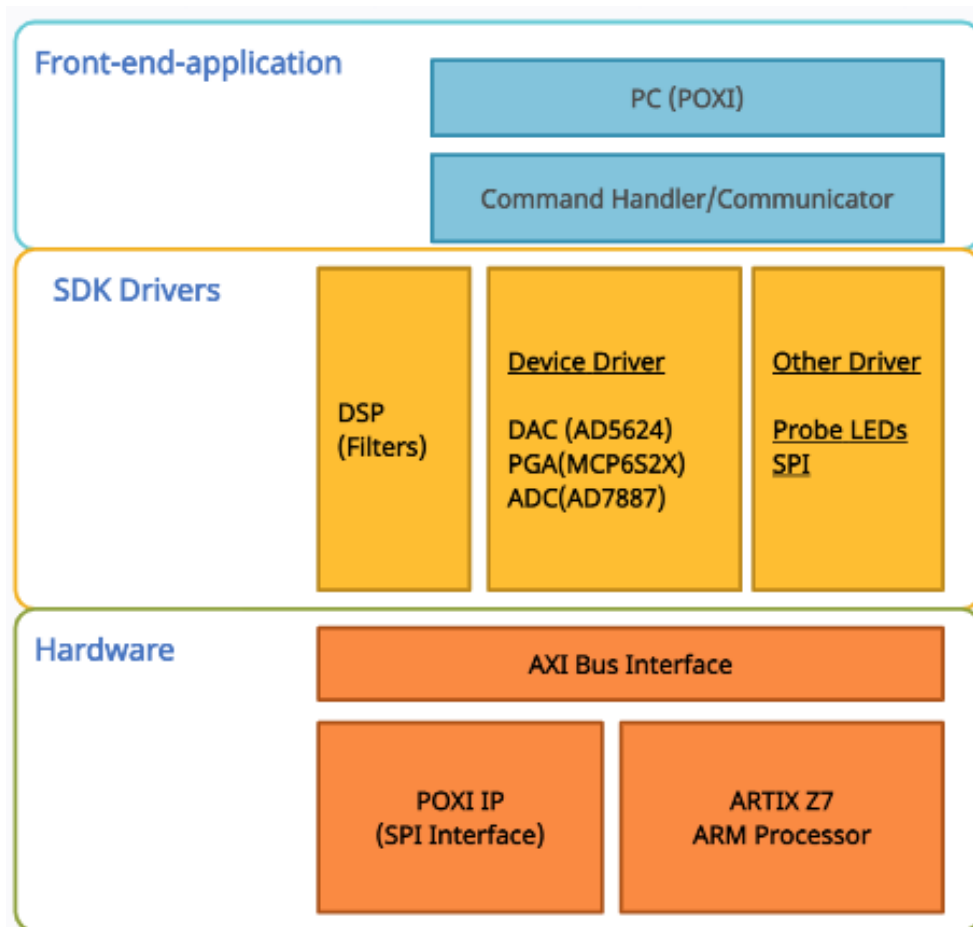 Front-end-application
PC (POXI)
Command Handler/Communicator
SDK Drivers
DSP
(Filters)
Device Driver
DAC (AD5624)
PGA(MCP6S2X)
ADC(AD7887)
Other Driver
Probe LEDs
SPI
Hardware
AXI Bus Interface
POXI IP
(SPI Interface)
ARTIX Z7
ARM Processor